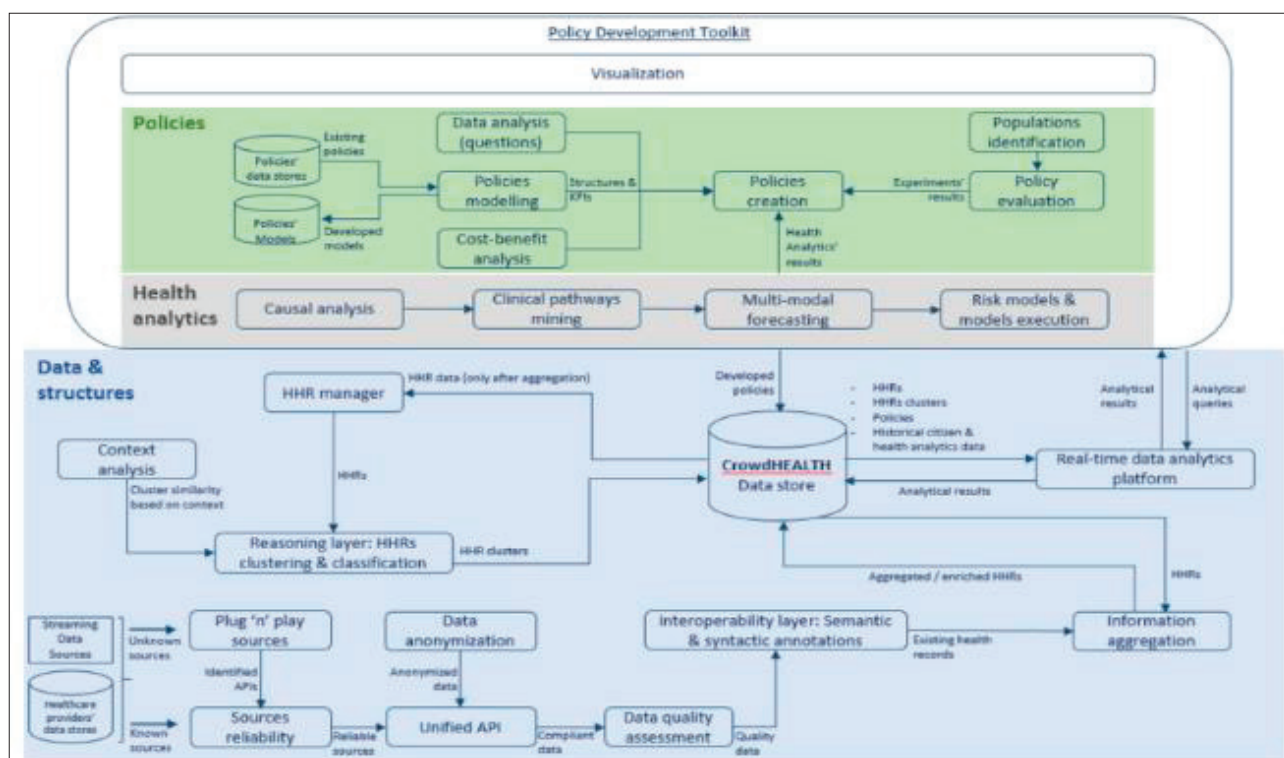 Policy Development Toolkit
Visualization
Policies
Policies'
data stores
Existing
policies
Policies'
Models
Developed
models
Data analysis
(questions)
Policies
modelling
Cost-benefit
analysis
Structures &
KPIs
Policies
creation
Experiments'
results
Populations
identification
Policy
evaluation
Health
Analytics'
results
Health
analytics
Causal analysis
Clinical pathways
mining
Multi-modal
forecasting
Risk models &
models execution
Data &
structures
HHR manager
HHR data (only after aggregation)
Developed
policies
- HHRs
- HHRs clusters
- Policies
- Historical citizen &
health analytics data
Analytical
results
Analytical
queries
Context
analysis
Cluster similarity
based on context
HHRs
CrowdHEALTH
Data store
Analytical results
Real-time data analytics
platform
Reasoning layer: HHRs
clustering & classification
HHR clusters
Aggregated / enriched HHRs
HHRs
Streaming
Data
Sources
Unknown
sources
Plug 'n' play
sources
Data
anonymization
Interoperability layer: Semantic
& syntactic annotations
Existing health
records
Information
aggregation
Identified
APIs
Anonymized
data
Healthcare
providers'
data stores
Known
sources
Sources
reliability
Reliable
sources
Unified API
Compliant
data
Data quality
assessment
Quality
data